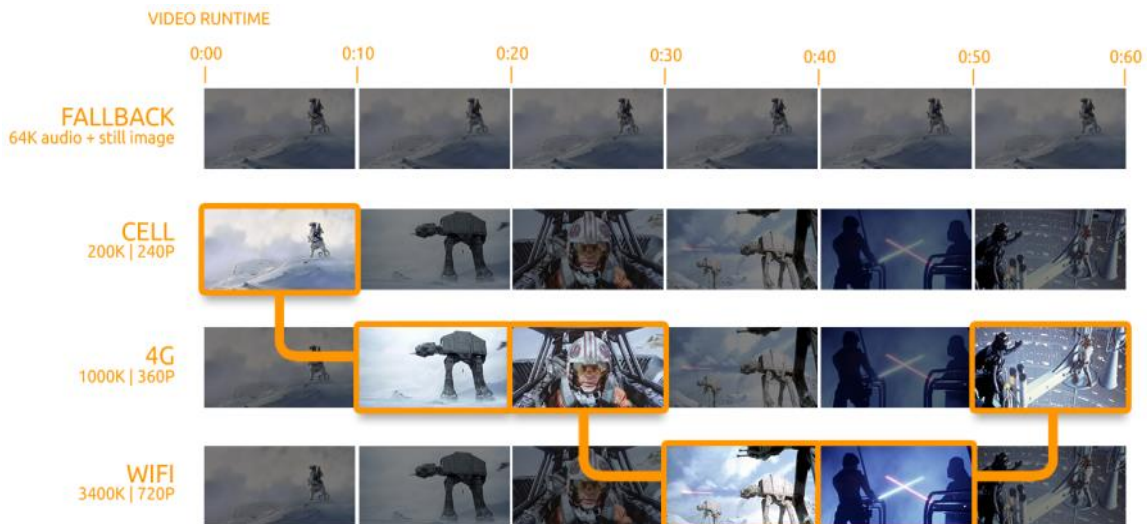 VIDEO RUNTIME
0:00 0:10 0:20 0:30 0:40 0:50 0:60
FALLBACK
64K audio + still image
CELL
200K | 240P
4G
1000K | 360P
WIFI
3400K | 720P